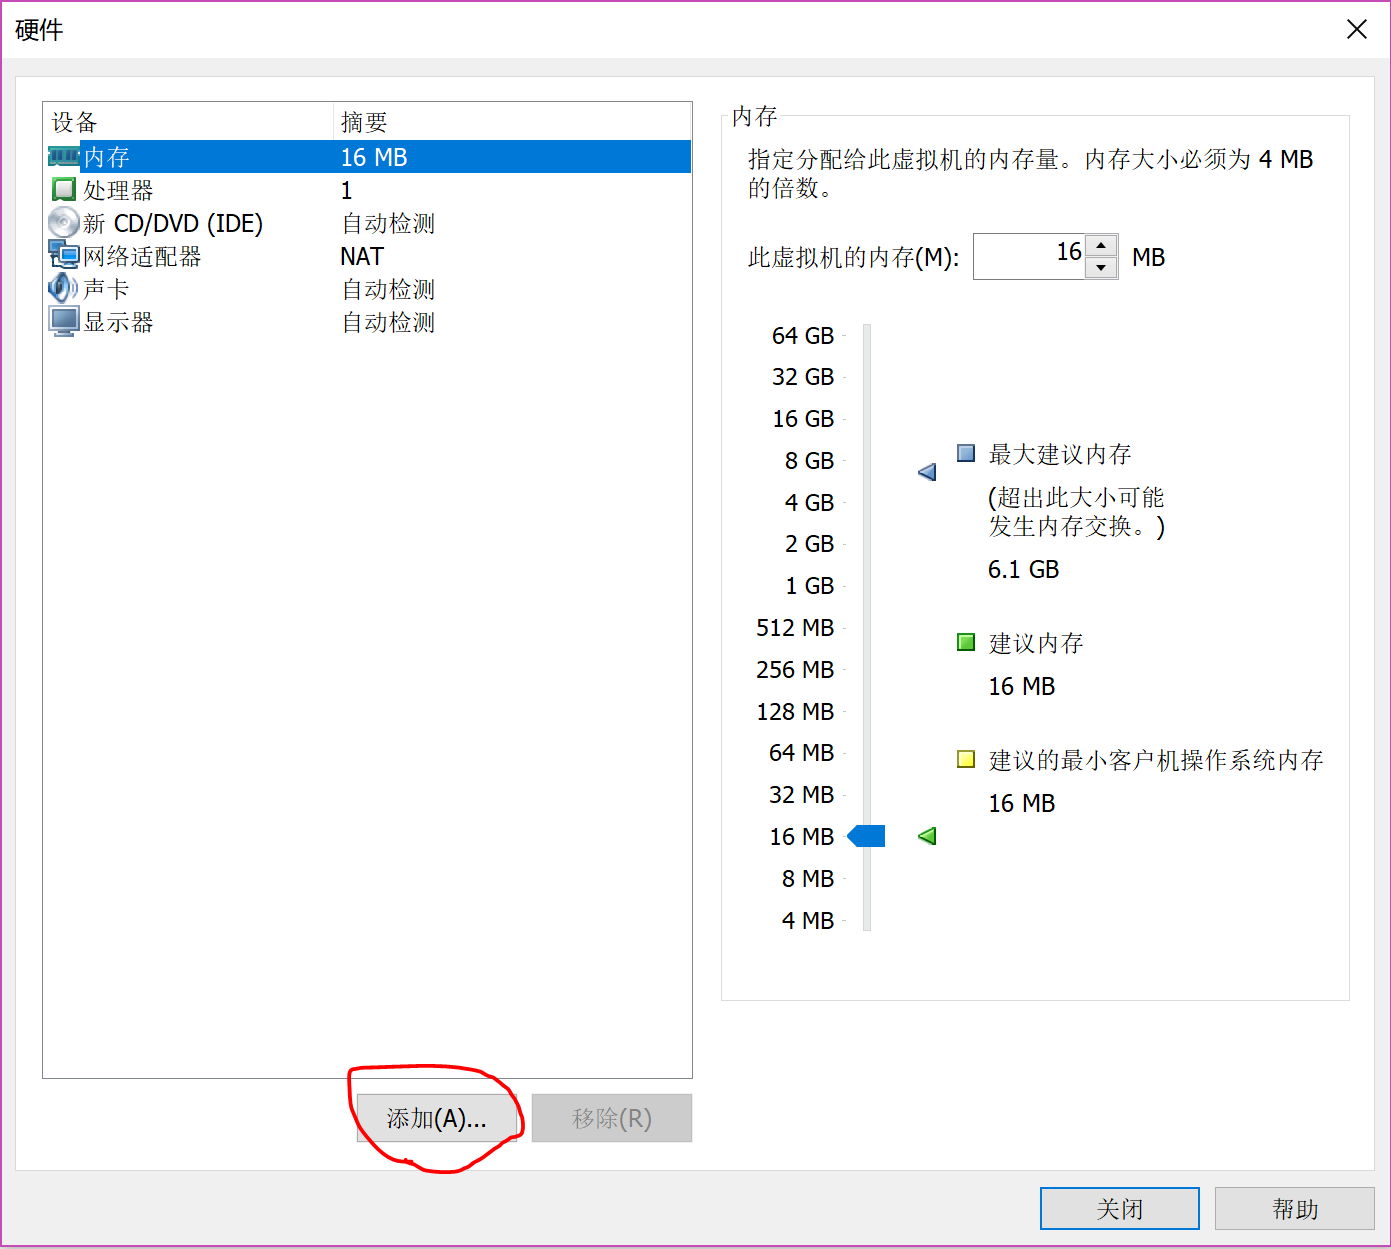 硬件
设备 摘要
内存 16 MB
处理器 1
新 CD/DVD (IDE) 自动检测
网络适配器 NAT
声卡 自动检测
显示器 自动检测
添加(A)... 移除(R)
内存
指定分配给此虚拟机的内存量。内存大小必须为 4 MB
的倍数。
此虚拟机的内存(M): 16 MB
64 GB
32 GB
16 GB
8 GB
4 GB
2 GB
1 GB
512 MB
256 MB
128 MB
64 MB
32 MB
16 MB
8 MB
4 MB
最大建议内存
(超出此大小可能
发生内存交换。)
6.1 GB
建议内存
16 MB
建议的最小客户机操作系统内存
16 MB
关闭 帮助